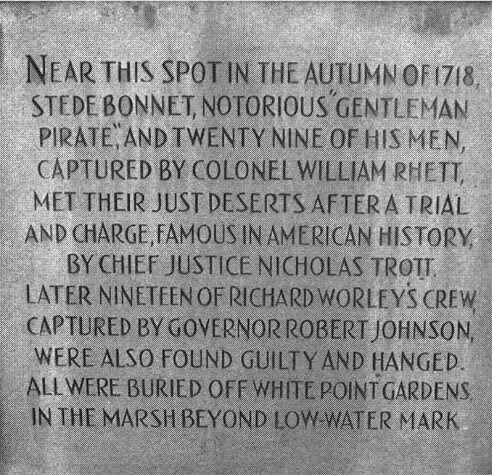 NEAR THIS SPOT IN THE AUTUMN OF 1718,
STEDE BONNET, NOTORIOUS "GENTLEMAN
PIRATE", AND TWENTY NINE OF HIS MEN,
CAPTURED BY COLONEL WILLIAM RHETT,
MET THEIR JUST DESERTS AFTER A TRIAL
AND CHARGE, FAMOUS IN AMERICAN HISTORY,
BY CHIEF JUSTICE NICHOLAS TROTT.
LATER NINETEEN OF RICHARD WORLEY'S CREW,
CAPTURED BY GOVERNOR ROBERT JOHNSON,
WERE ALSO FOUND GUILTY AND HANGED.
ALL WERE BURIED OFF WHITE POINT GARDENS,
IN THE MARSH BEYOND LOW-WATER MARK